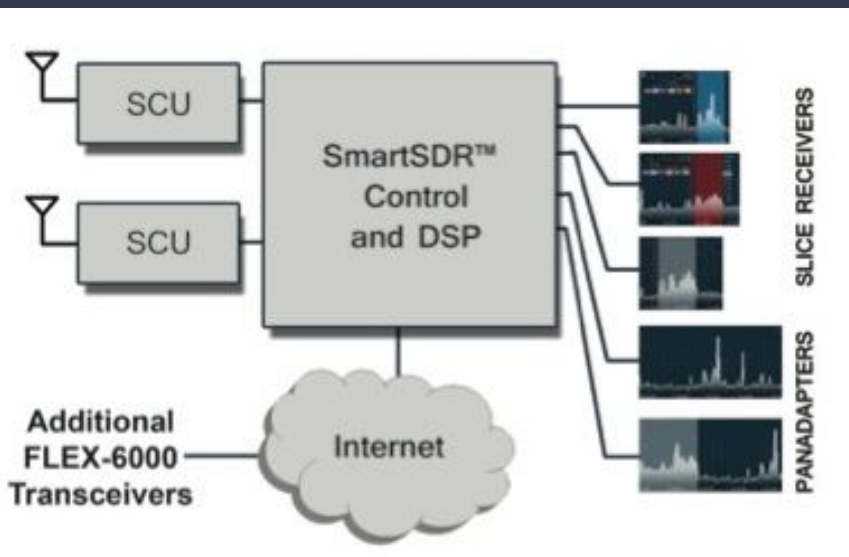 SCU
SCU
SmartSDR™
Control
and DSP
SLICE RECEIVERS
PANADAPTERS
Additional
FLEX-6000
Transceivers
Internet